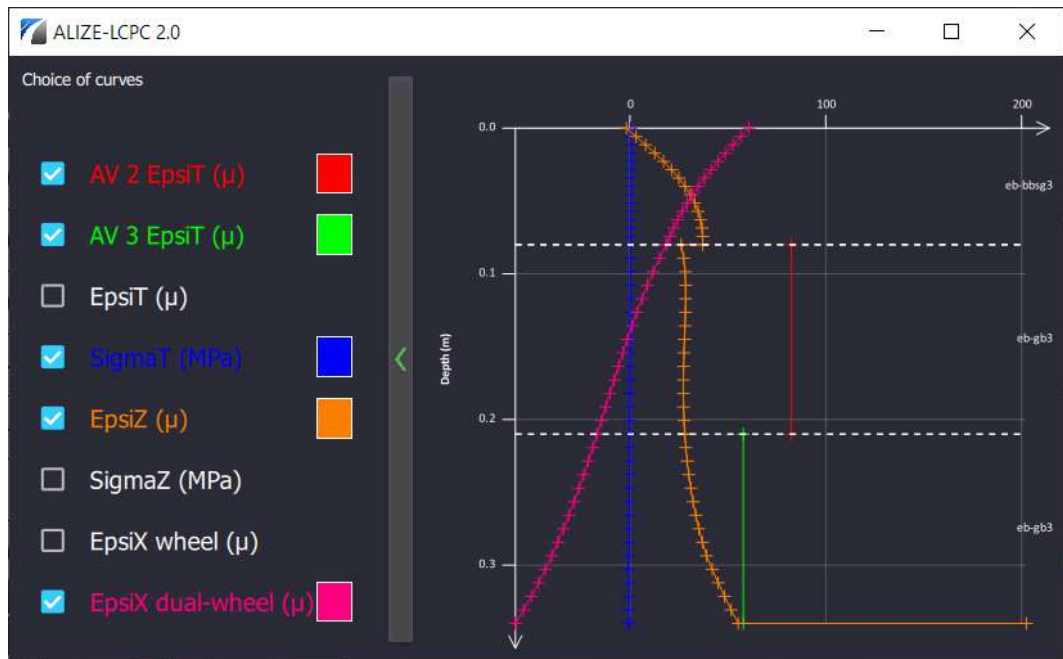 ALIZE-LCPC 2.0
Choice of curves
AV 2 EpsiT (μ)
AV 3 EpsiT (μ)
EpsiT (μ)
SigmaT (MPa)
EpsiZ (μ)
SigmaZ (MPa)
EpsiX wheel (μ)
EpsiX dual-wheel (μ)
0 100 200
0.0
eb-bbsg3
0.1
eb-gb3
Depth (m)
0.2
eb-gb3
0.3